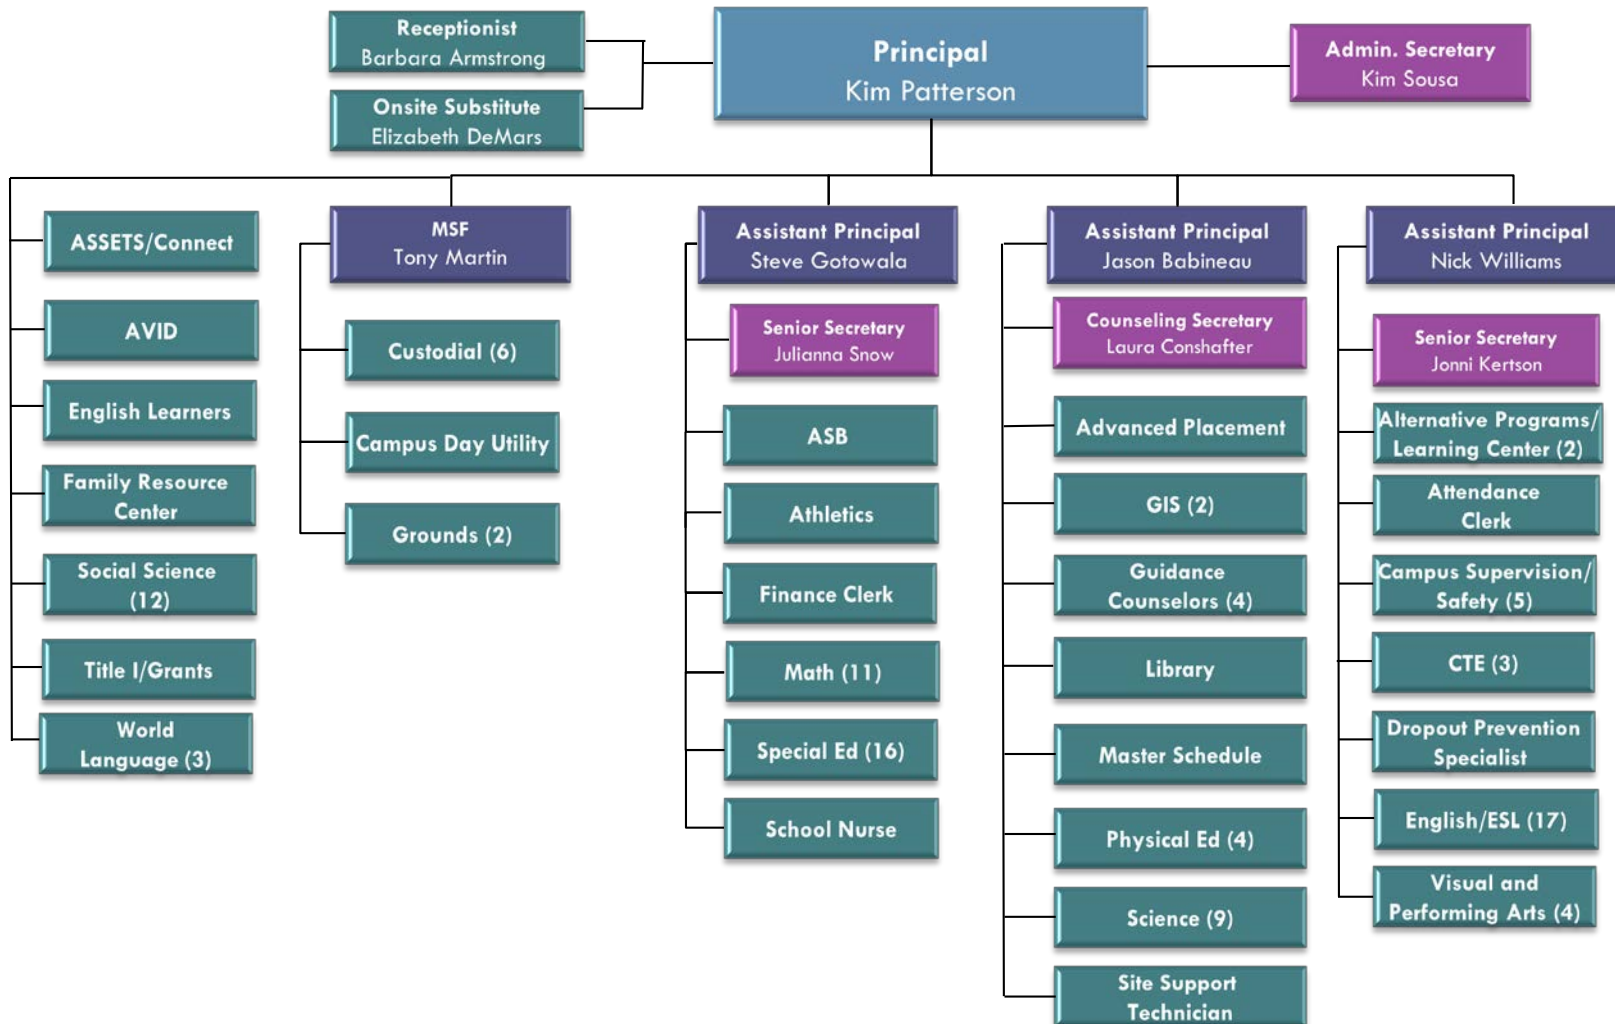 Receptionist
Barbara Armstrong
Onsite Substitute
Elizabeth DeMars
Principal
Kim Patterson
Admin. Secretary
Kim Sousa
ASSETS/Connect
AVID
English Learners
Family Resource
Center
Social Science
(12)
Title I/Grants
World
Language (3)
MSF
Tony Martin
Custodial (6)
Campus Day Utility
Grounds (2)
Assistant Principal
Steve Gotowala
Senior Secretary
Julianna Snow
ASB
Athletics
Finance Clerk
Math (11)
Special Ed (16)
School Nurse
Assistant Principal
Jason Babineau
Counseling Secretary
Laura Conshafter
Advanced Placement
GIS (2)
Guidance
Counselors (4)
Library
Master Schedule
Physical Ed (4)
Science (9)
Site Support
Technician
Assistant Principal
Nick Williams
Senior Secretary
Jonni Kertson
Alternative Programs/
Learning Center (2)
Attendance
Clerk
Campus Supervision/
Safety (5)
CTE (3)
Dropout Prevention
Specialist
English/ESL (17)
Visual and
Performing Arts (4)